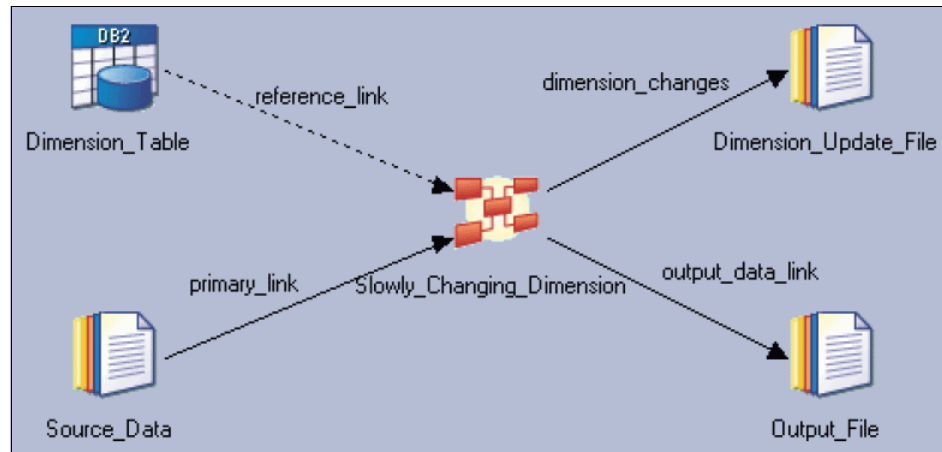 DB2
Dimension_Table
reference_link
dimension_changes
Dimension_Update_File
primary_link
Slowly_Changing_Dimension
output_data_link
Source_Data
Output_File